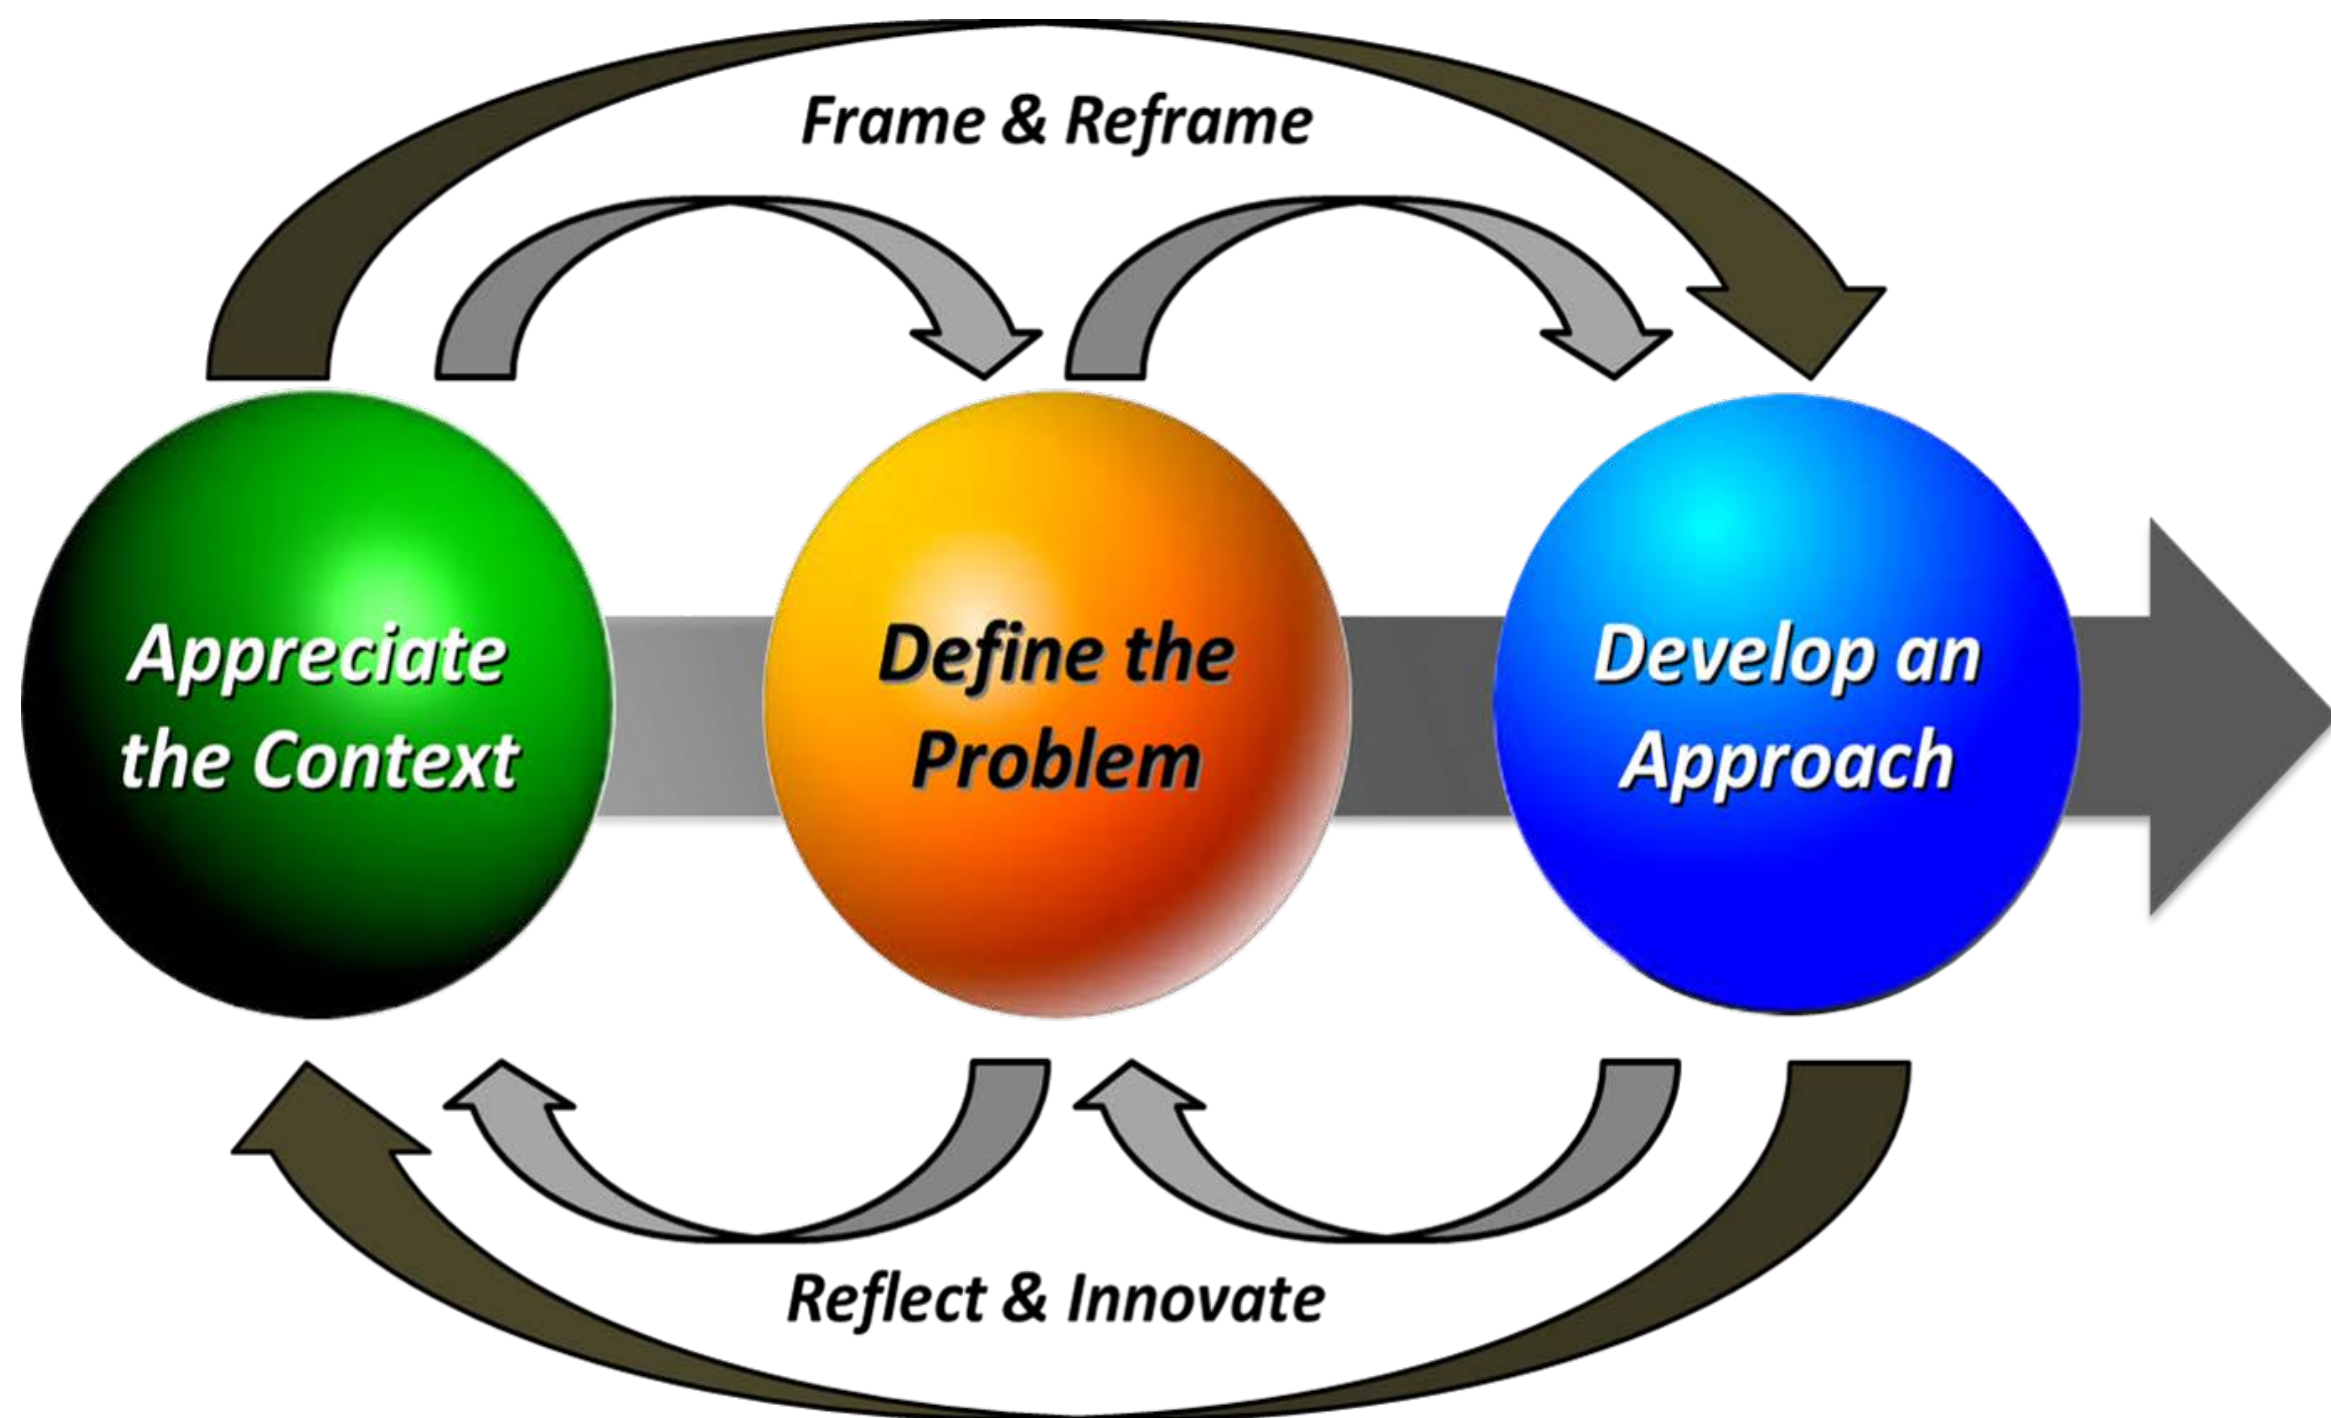 Frame & Reframe
Appreciate
the Context
Define the
Problem
Develop an
Approach
Reflect & Innovate